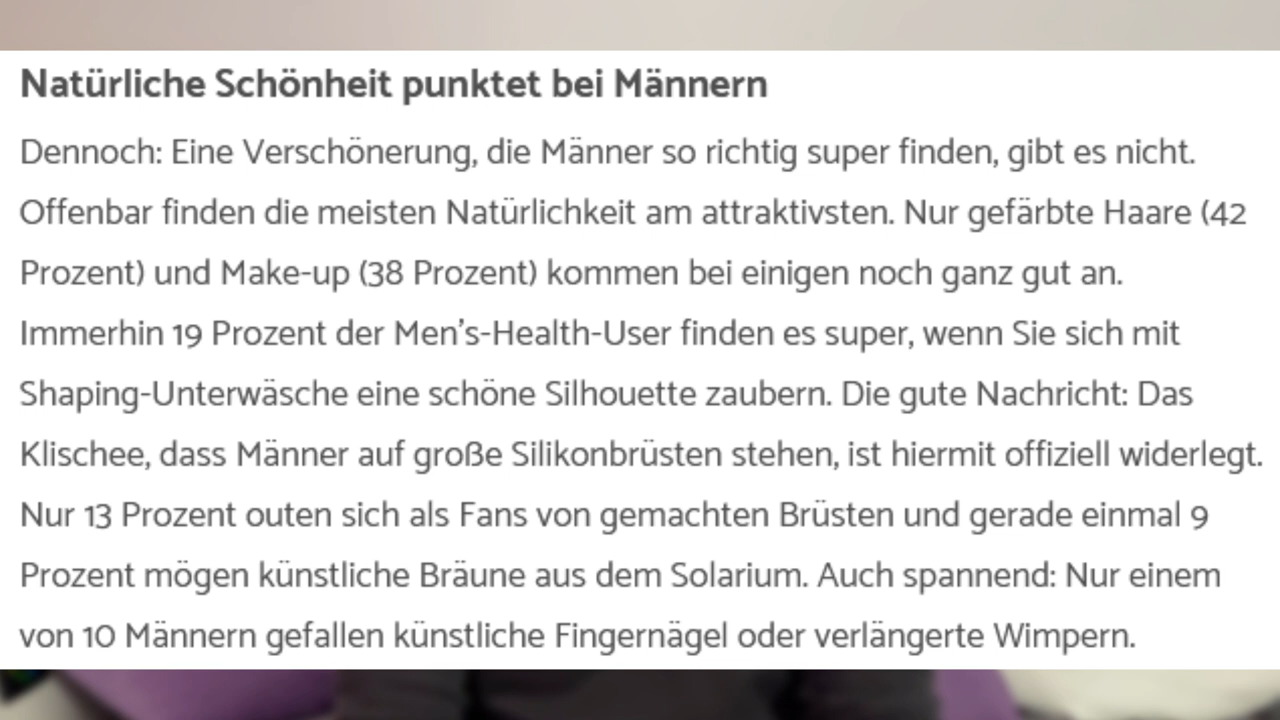 Natürliche Schönheit punktet bei Männern
Dennoch: Eine Verschönerung, die Männer so richtig super finden, gibt es nicht.
Offenbar finden die meisten Natürlichkeit am attraktivsten. Nur gefärbte Haare (42
Prozent) und Make-up (38 Prozent) kommen bei einigen noch ganz gut an.
Immerhin 19 Prozent der Men’s-Health-User finden es super, wenn Sie sich mit
Shaping-Unterwäsche eine schöne Silhouette zaubern. Die gute Nachricht: Das
Klischee, dass Männer auf große Silikonbrüsten stehen, ist hiermit offiziell widerlegt.
Nur 13 Prozent outen sich als Fans von gemachten Brüsten und gerade einmal 9
Prozent mögen künstliche Bräune aus dem Solarium. Auch spannend: Nur einem
von 10 Männern gefallen künstliche Fingernägel oder verlängerte Wimpern.